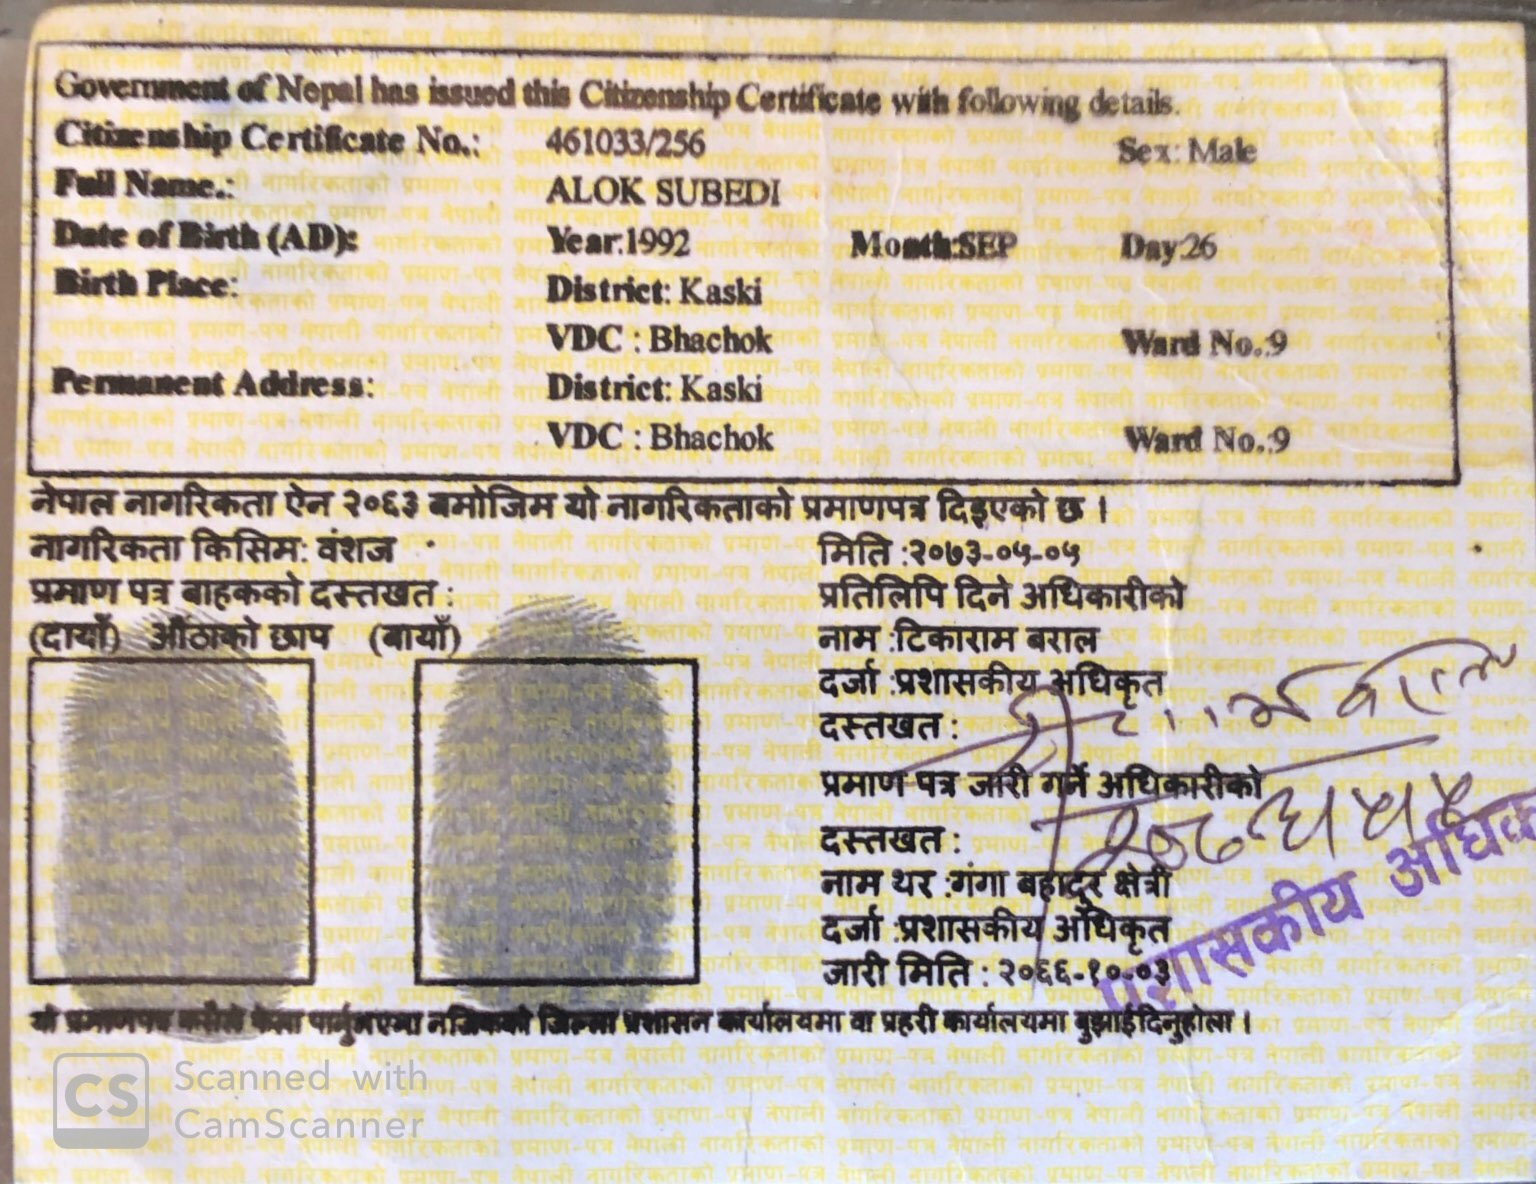 Government of Nepal has issued this Citizenship Certificate with following details.
Citizenship Certificate No.: 461033/256 Sex: Male
Full Name.: ALOK SUBEDI
Date of Birth (AD): Year:1992 Month:SEP Day:26
Birth Place: District: Kaski
VDC : Bhachok Ward No.:9
Permanent Address: District: Kaski
VDC : Bhachok Ward No.:9
नेपाल नागरिकता ऐन २०६३ बमोजिम यो नागरिकताको प्रमाणपत्र दिइएको छ ।
नागरिकता किसिम: वंशज
प्रमाण पत्र बाहकको दस्तखत :
(दायाँ) औंठाको छाप (बायाँ)
मिति :२०७३-०५-०५
प्रतिलिपि दिने अधिकारीको
नाम :टिकाराम बराल
दर्जा :प्रशासकीय अधिकृत
दस्तखत :
प्रमाण-पत्र जारी गर्ने अधिकारीको
दस्तखत :
नाम थर :गंगा बहादुर क्षेत्री
दर्जा :प्रशासकीय अधिकृत
जारी मिति : २०६६-१०-०३
प्रशासकीय
यो प्रमाणपत्र कसैले फेला पार्नुभएमा नजिकको जिल्ला प्रशासन कार्यालयमा वा प्रहरी कार्यालयमा बुझाईदिनुहोला ।
CS Scanned with
CamScanner